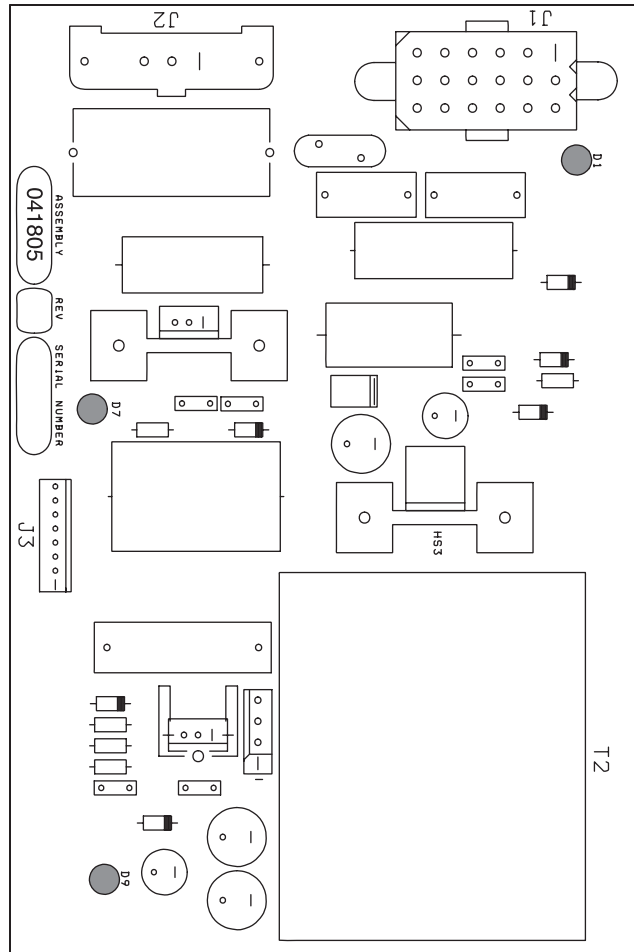 J2
J1
D1
ASSEMBLY
041805
REV
SERIAL NUMBER
D7
J3
HS3
T2
D9